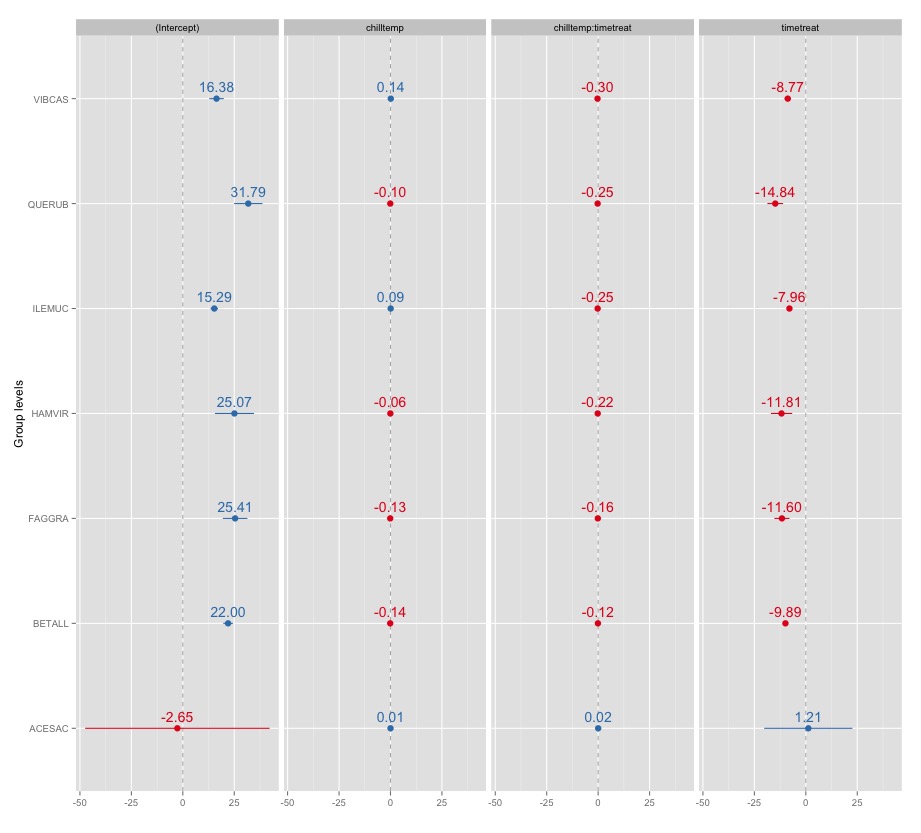 (Intercept) chilltemp chilltemp:timetreat timetreat
VIBCAS 16.38 0.14 -0.30 -8.77
QUERUB 31.79 -0.10 -0.25 -14.84
ILEMUC 15.29 0.09 -0.25 -7.96
HAMVIR 25.07 -0.06 -0.22 -11.81
FAGGRA 25.41 -0.13 -0.16 -11.60
BETALL 22.00 -0.14 -0.12 -9.89
ACESAC -2.65 0.01 0.02 1.21
Group levels
-50 -25 0 25 -50 -25 0 25 -50 -25 0 25 -50 -25 0 25